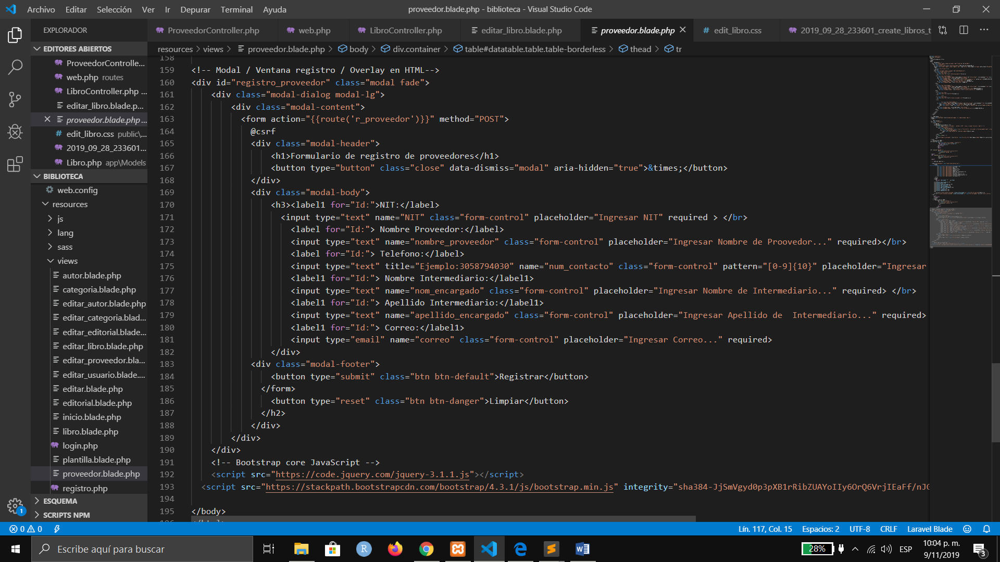 Archivo Editar Selección Ver Ir Depurar Terminal Ayuda proveedor.blade.php - biblioteca - Visual Studio Code
EXPLORADOR
ProveedorController.php web.php LibroController.php editar_libro.blade.php proveedor.blade.php # edit_libro.css 2019_09_28_233601_create_libros_t
resources > views > proveedor.blade.php > body > div.container > table#datatable.table.table-borderless > thead > tr
EDITORES ABIERTOS
ProveedorControlle...
web.php routes
LibroController.php ...
editar_libro.blade.p...
proveedor.blade.php ...
# edit_libro.css public\...
2019_09_28_233601...
Libro.php app\Models
BIBLIOTECA
web.config
resources
js
lang
sass
views
autor.blade.php
categoria.blade.php
editar_autor.blade.php
editar_categoria.blad...
editar_editorial.blade...
editar_libro.blade.php
editar_proveedor.bla...
editar_usuario.blade....
editar.blade.php
editorial.blade.php
inicio.blade.php
libro.blade.php
login.php
plantilla.blade.php
proveedor.blade.php
registro.php
ESQUEMA
SCRIPTS NPM
1
158
159 <!-- Modal / Ventana registro / Overlay en HTML-->
160 <div id="registro_proveedor" class="modal fade">
161 <div class="modal-dialog modal-lg">
162 <div class="modal-content">
163 <form action="{{route('r_proveedor')}}" method="POST">
164 @csrf
165 <div class="modal-header">
166 <h1>Formulario de registro de proveedores</h1>
167 <button type="button" class="close" data-dismiss="modal" aria-hidden="true">&times;</button>
168 </div>
169 <div class="modal-body">
170 <h3><label1 for="Id:">NIT:</label>
171 <input type="text" name="NIT" class="form-control" placeholder="Ingresar NIT" required > </br>
172 <label for="Id:"> Nombre Proveedor:</label>
173 <input type="text" name="nombre_proveedor" class="form-control" placeholder="Ingresar Nombre de Proovedor..." required></br>
174 <label for="Id:"> Telefono:</label>
175 <input type="text" title="Ejemplo:3058794030" name="num_contacto" class="form-control" pattern="[0-9]{10}" placeholder="Ingresar
176 <label1 for="Id:"> Nombre Intermediario:</label1>
177 <input type="text" name="nom_encargado" class="form-control" placeholder="Ingresar Nombre de Intermediario..." required> </br>
178 <label1 for="Id:"> Apellido Intermediario:</label1>
179 <input type="text" name="apellido_encargado" class="form-control" placeholder="Ingresar Apellido de  Intermediario..." required>
180 <label1 for="Id:"> Correo:</label1>
181 <input type="email" name="correo" class="form-control" placeholder="Ingresar Correo..." required>
182 </div>
183 <div class="modal-footer">
184 <button type="submit" class="btn btn-default">Registrar</button>
185 </form>
186 <button type="reset" class="btn btn-danger">Limpiar</button>
187 </h2>
188 </div>
189 </div>
190 </div>
191 <!-- Bootstrap core JavaScript -->
192 <script src="https://code.jquery.com/jquery-3.1.1.js"></script>
193 <script src="https://stackpath.bootstrapcdn.com/bootstrap/4.3.1/js/bootstrap.min.js" integrity="sha384-JjSmVgyd0p3pXB1rRibZUAYoIIy6OrQ6VrjIEaFf/nJG
194
195 </body>
0 0 Lín. 117, Col. 15 Espacios: 2 UTF-8 CRLF Laravel Blade
Escribe aquí para buscar 28% ESP 10:04 p. m.
9/11/2019 3